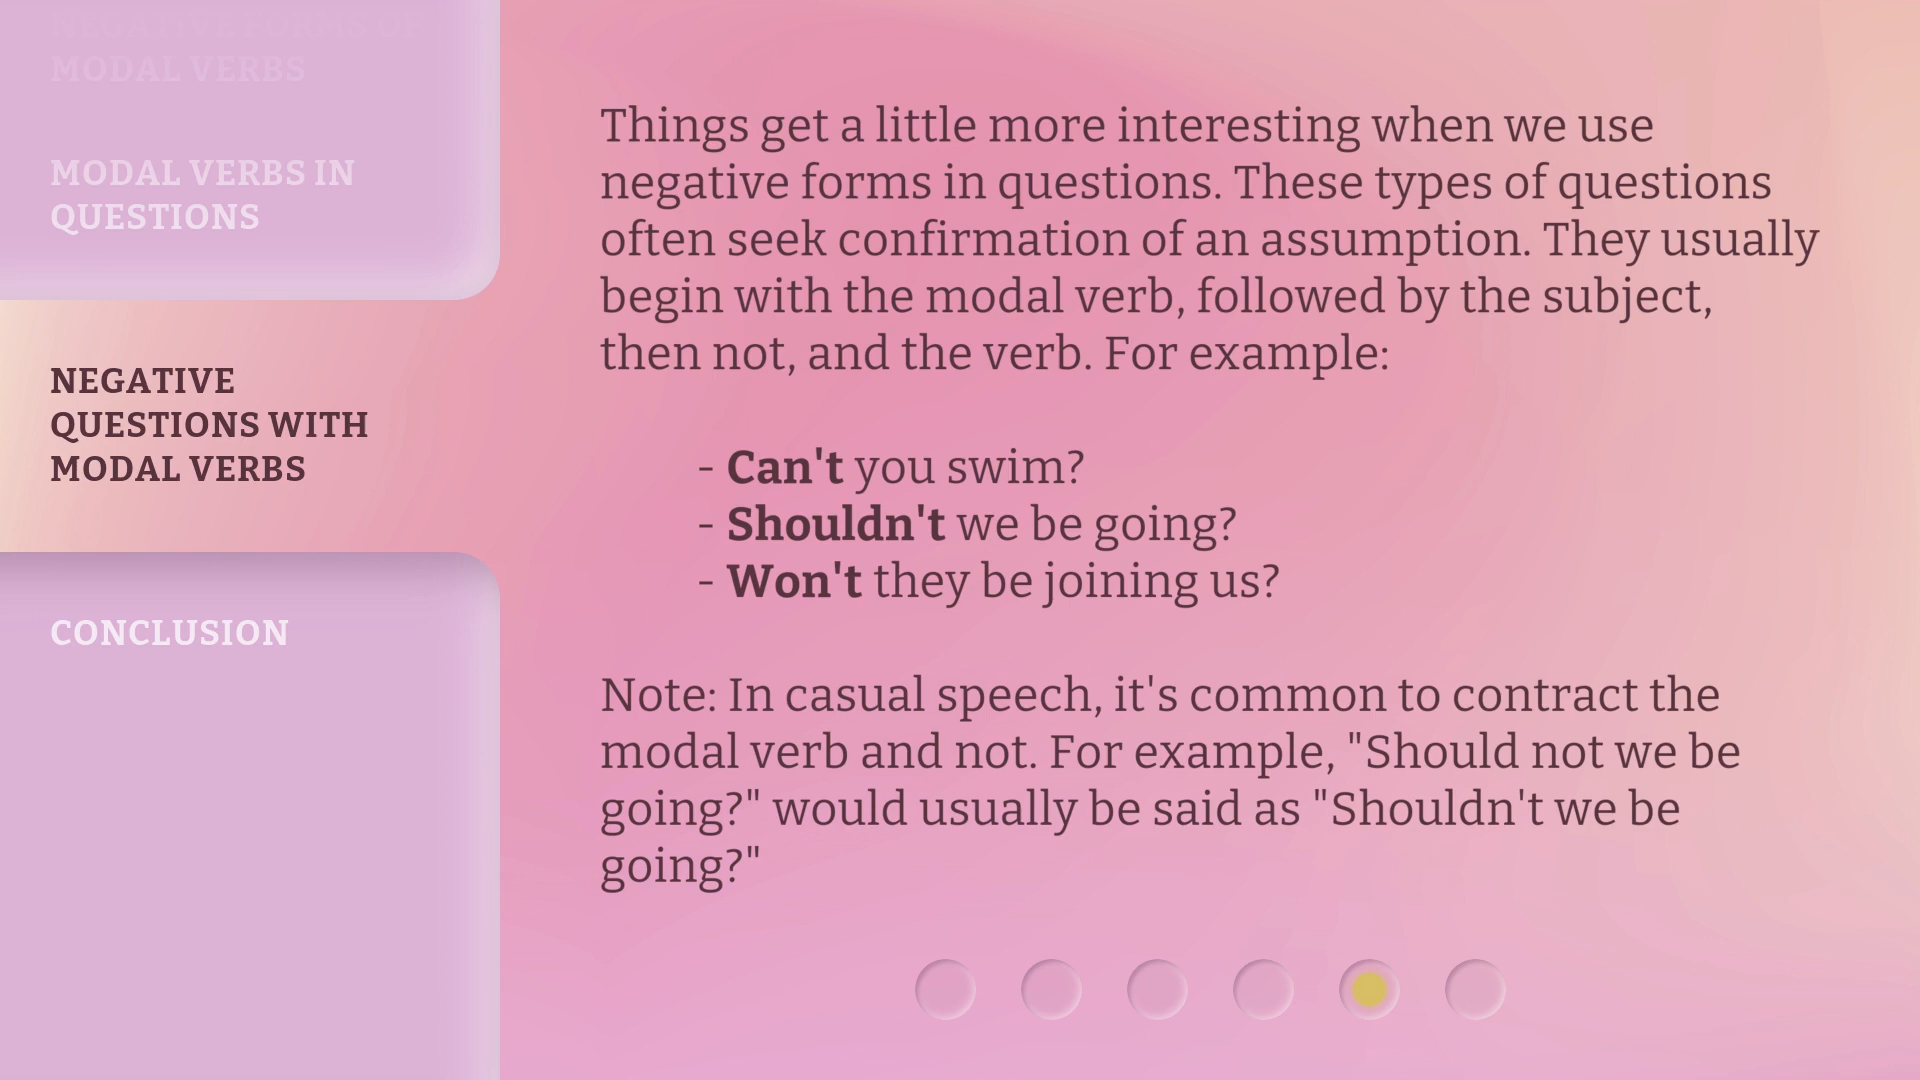 NEGATIVE FORMS OF
MODAL VERBS
MODAL VERBS IN
QUESTIONS
NEGATIVE
QUESTIONS WITH
MODAL VERBS
CONCLUSION
Things get a little more interesting when we use
negative forms in questions. These types of questions
often seek confirmation of an assumption. They usually
begin with the modal verb, followed by the subject,
then not, and the verb. For example:
- Can't you swim?
- Shouldn't we be going?
- Won't they be joining us?
Note: In casual speech, it's common to contract the
modal verb and not. For example, "Should not we be
going?" would usually be said as "Shouldn't we be
going?"